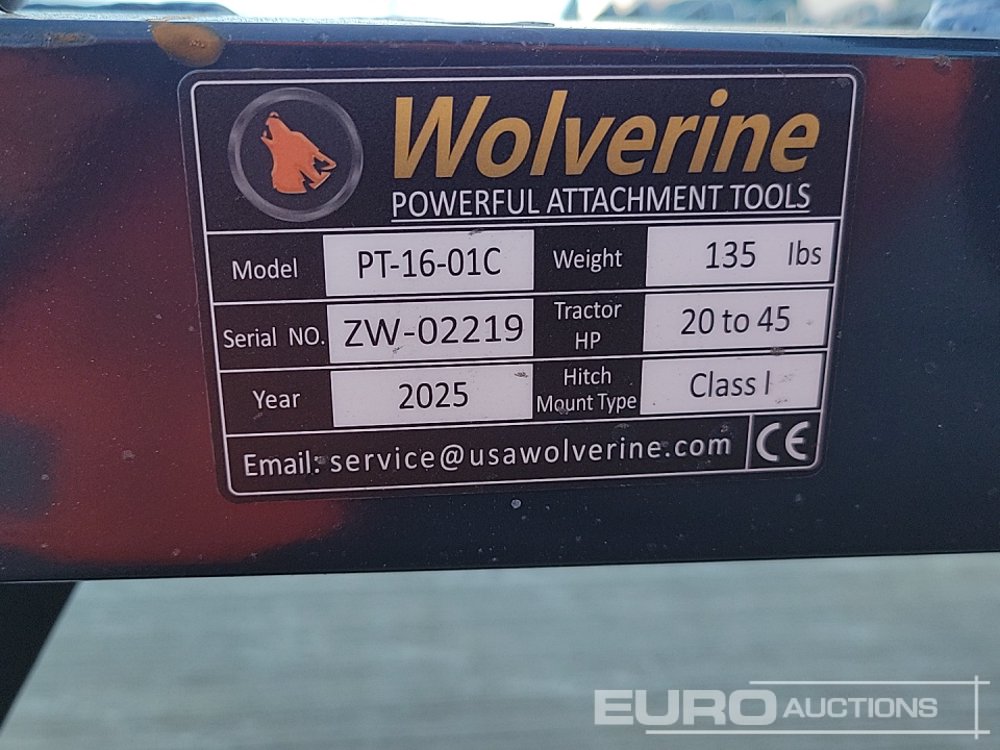 Wolverine
POWERFUL ATTACHMENT TOOLS
Model PT-16-01C Weight 135 lbs
Serial NO. ZW-02219 Tractor HP 20 to 45
Year 2025 Hitch Mount Type Class I
Email: service@usawolverine.com CE
EURO AUCTIONS